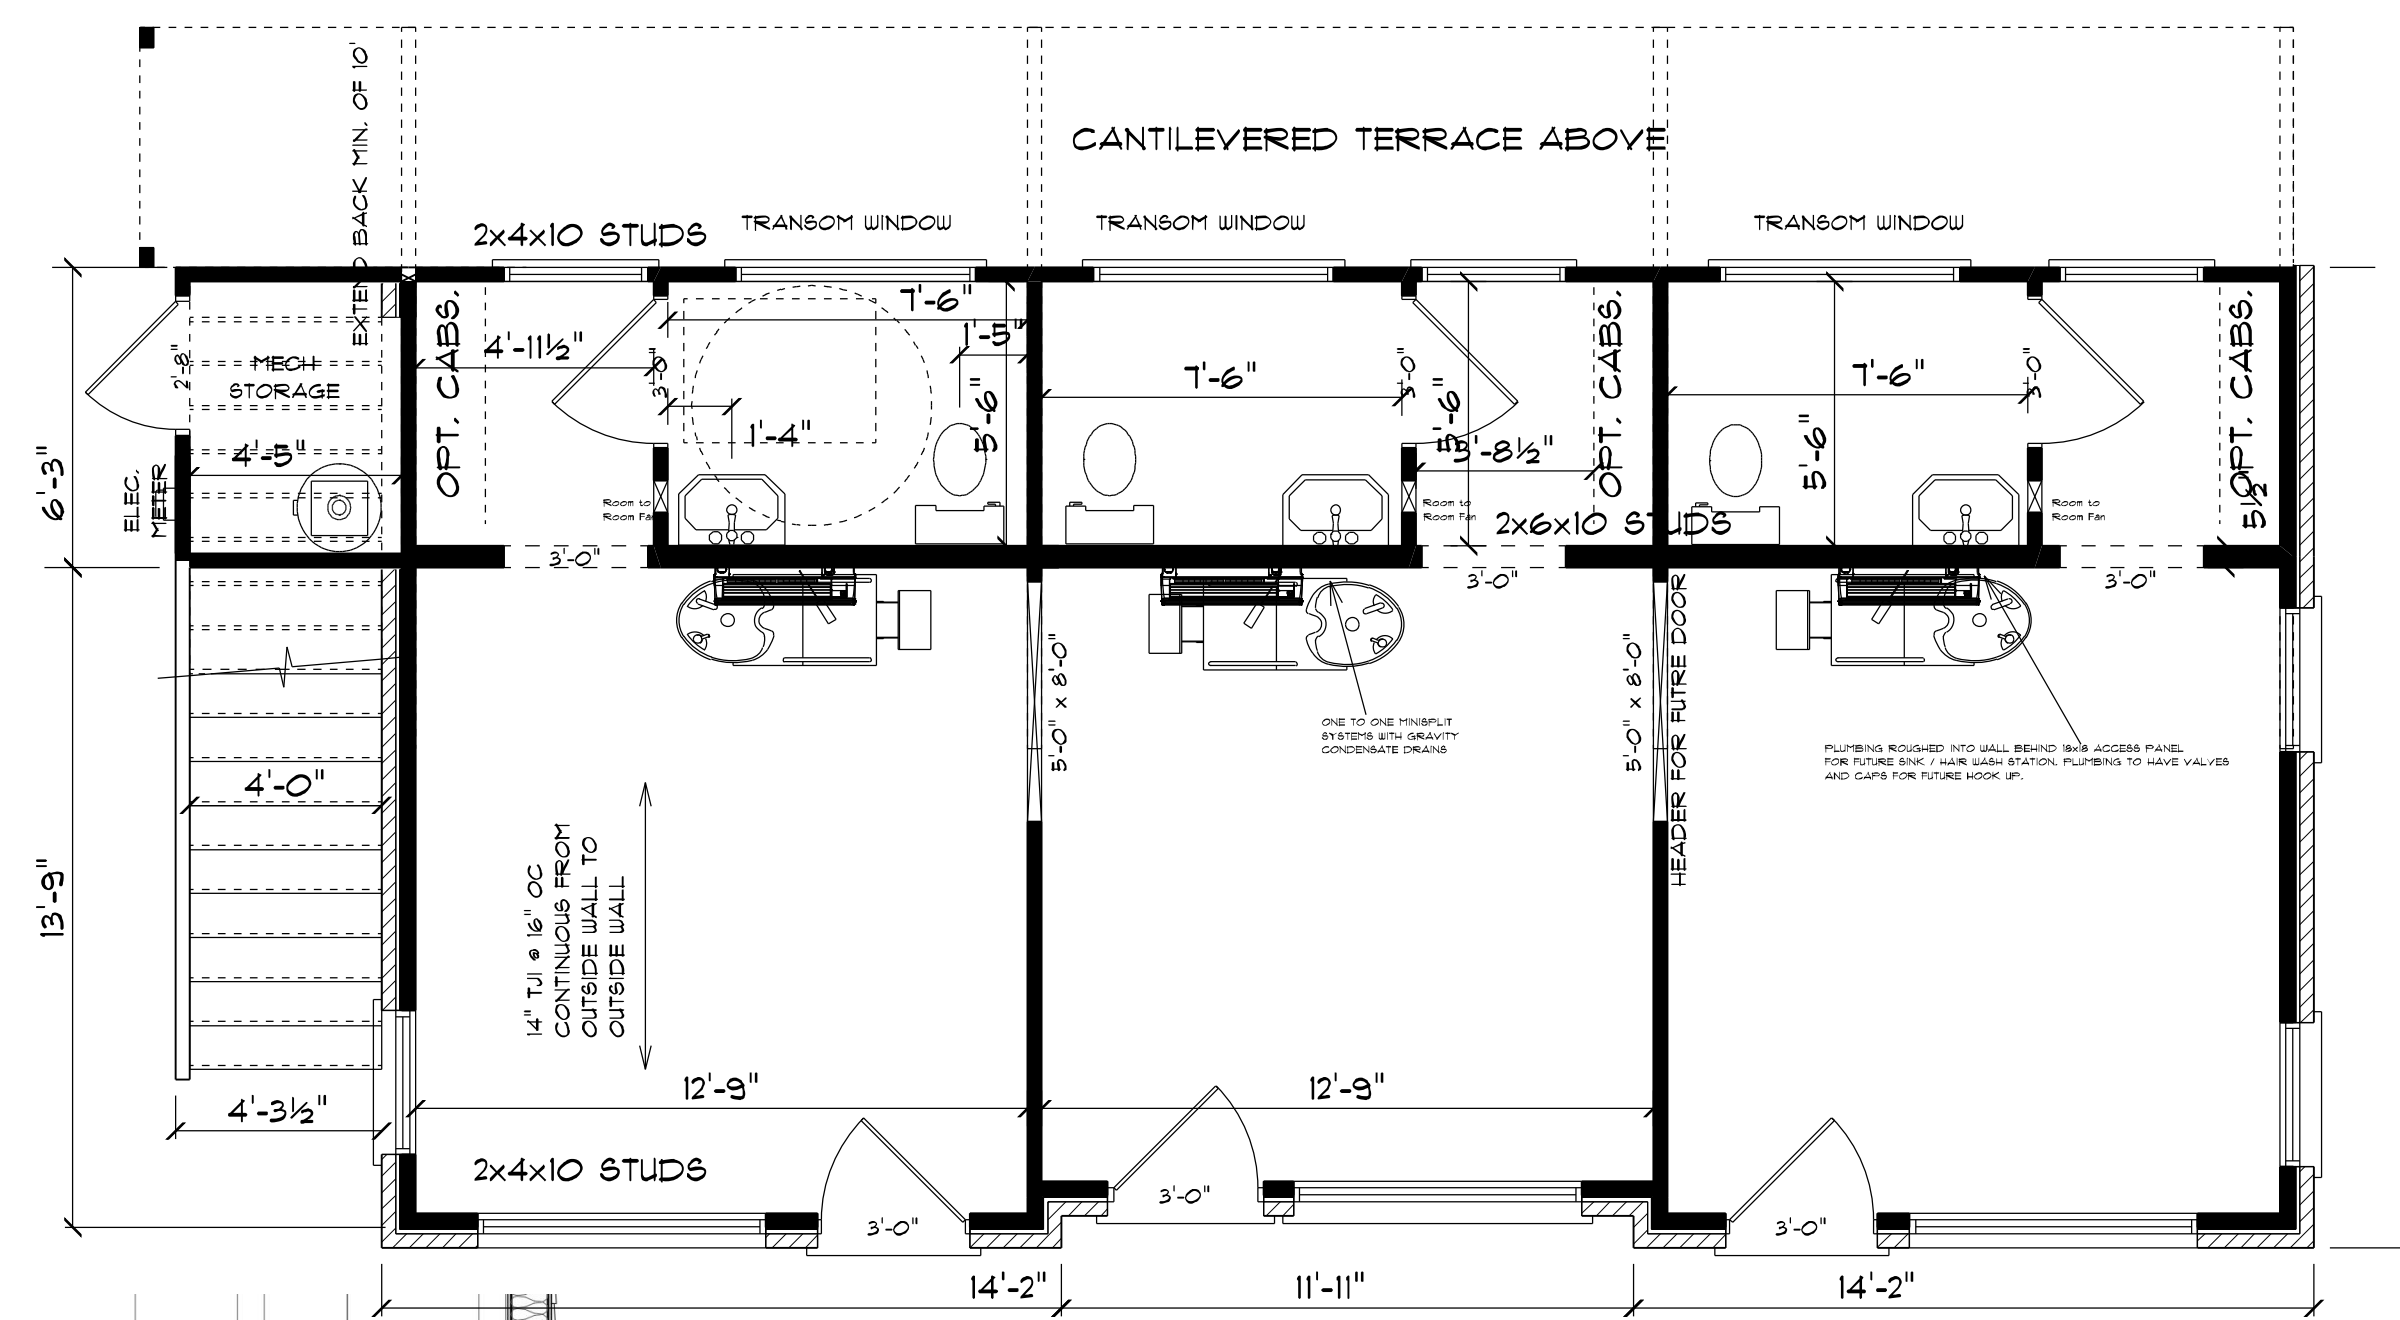 EXTEND BACK MIN. OF 10'
CANTILEVERED TERRACE ABOVE
2x4x10 STUDS
TRANSOM WINDOW
TRANSOM WINDOW
TRANSOM WINDOW
6'-3"
2'-8"
MECH
STORAGE
4'-5"
ELEC.
METER
OPT. CABS.
4'-11½"
3'-0"
7'-6"
1'-5"
1'-4"
5'-6"
Room to
Room Fan
7'-6"
3'-0"
5'-6"
3'-8½"
OPT. CABS.
Room to
Room Fan
2x6x10 STUDS
7'-6"
5'-6"
3'-0"
OPT. CABS.
5½"
Room to
Room Fan
3'-0"
3'-0"
3'-0"
13'-9"
4'-0"
4'-3½"
14" TJI @ 16" OC
CONTINUOUS FROM
OUTSIDE WALL TO
OUTSIDE WALL
5'-0" x 8'-0"
ONE TO ONE MINISPLIT
SYSTEMS WITH GRAVITY
CONDENSATE DRAINS
5'-0" x 8'-0"
HEADER FOR FUTRE DOOR
PLUMBING ROUGHED INTO WALL BEHIND 18x18 ACCESS PANEL
FOR FUTURE SINK / HAIR WASH STATION. PLUMBING TO HAVE VALVES
AND CAPS FOR FUTURE HOOK UP.
12'-9"
12'-9"
2x4x10 STUDS
3'-0"
3'-0"
3'-0"
14'-2"
11'-11"
14'-2"